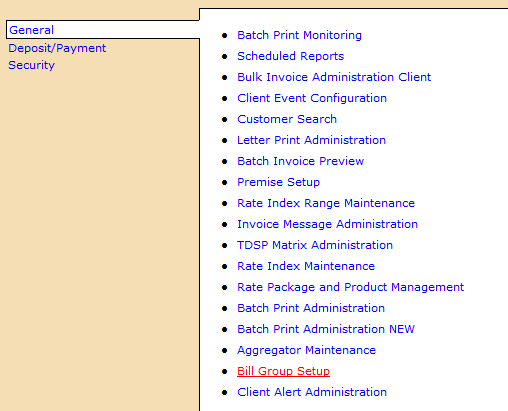 General
Deposit/Payment
Security
Batch Print Monitoring
Scheduled Reports
Bulk Invoice Administration Client
Client Event Configuration
Customer Search
Letter Print Administration
Batch Invoice Preview
Premise Setup
Rate Index Range Maintenance
Invoice Message Administration
TDSP Matrix Administration
Rate Index Maintenance
Rate Package and Product Management
Batch Print Administration
Batch Print Administration NEW
Aggregator Maintenance
Bill Group Setup
Client Alert Administration